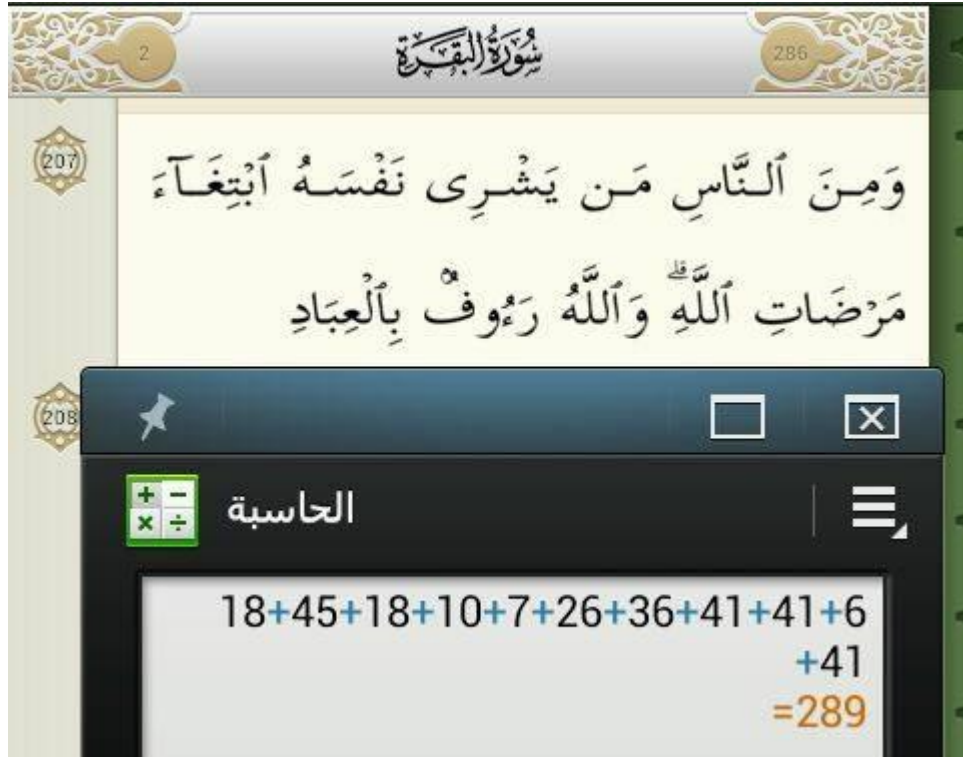 2
سُورَةُ البَقَرَةِ
286
207
وَمِنَ ٱلنَّاسِ مَن يَشْرِى نَفْسَهُ ٱبْتِغَآءَ
مَرْضَاتِ ٱللَّهِۗ وَٱللَّهُ رَءُوفٌۢ بِٱلْعِبَادِ
208
الحاسبة
18+45+18+10+7+26+36+41+41+6
+41
=289